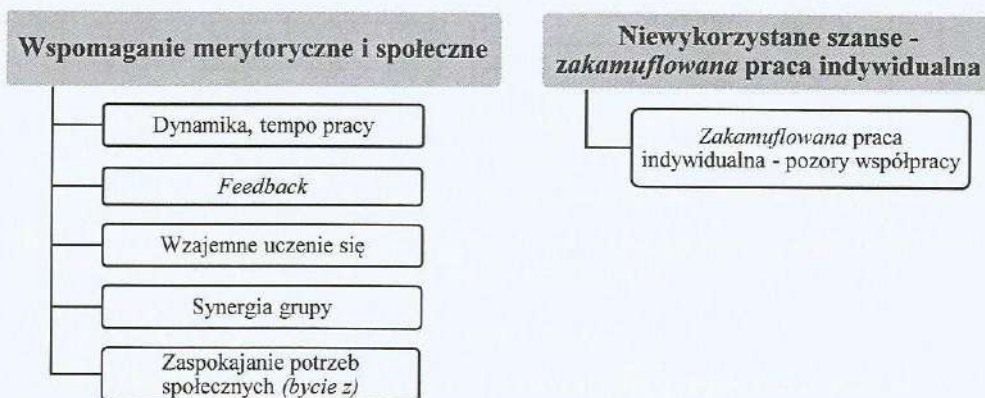 Wspomaganie merytoryczne i społeczne
Dynamika, tempo pracy
Feedback
Wzajemne uczenie się
Synergia grupy
Zaspokajanie potrzeb
społecznych (bycie z)
Niewykorzystane szanse -
zakamuflowana praca indywidualna
Zakamuflowana praca
indywidualna - pozory współpracy